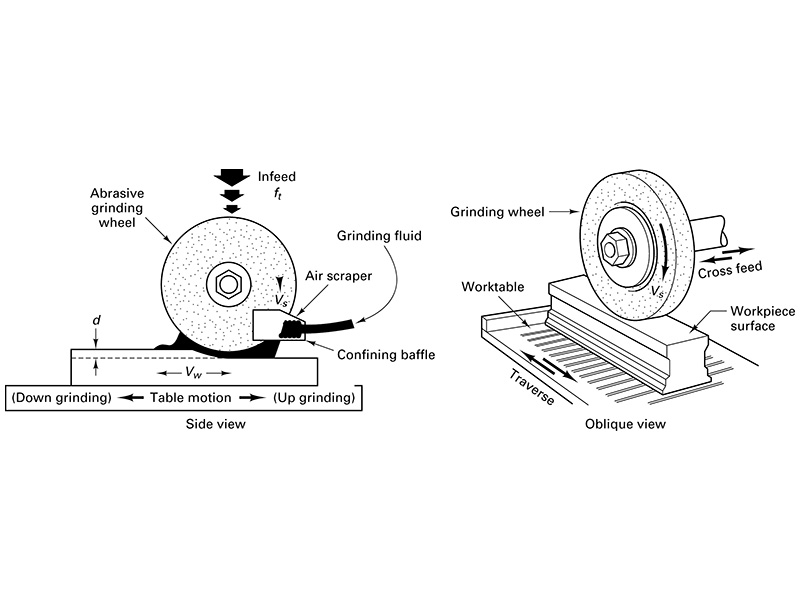 Infeed
f_t
Abrasive
grinding
wheel
Grinding fluid
Air scraper
V_s
d
Confining baffle
V_w
(Down grinding) Table motion (Up grinding)
Side view
Grinding wheel
Cross feed
V_s
Worktable
Workpiece
surface
Traverse
Oblique view